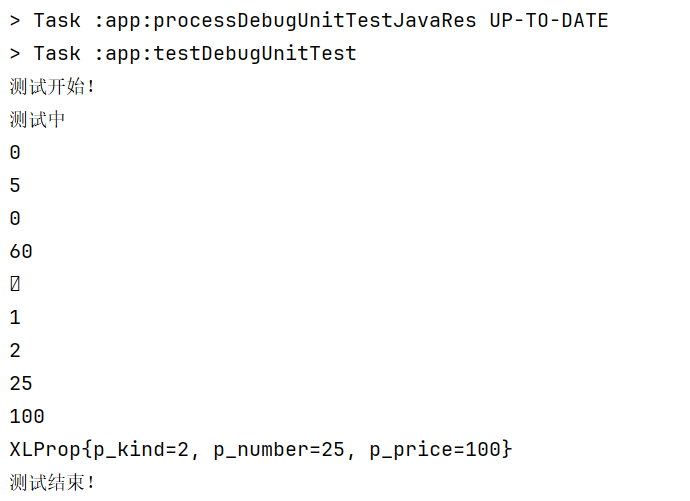 > Task :app:processDebugUnitTestJavaRes UP-TO-DATE
> Task :app:testDebugUnitTest
测试开始!
测试中
0
5
0
60
1
2
25
100
XLProp{p_kind=2, p_number=25, p_price=100}
测试结束!